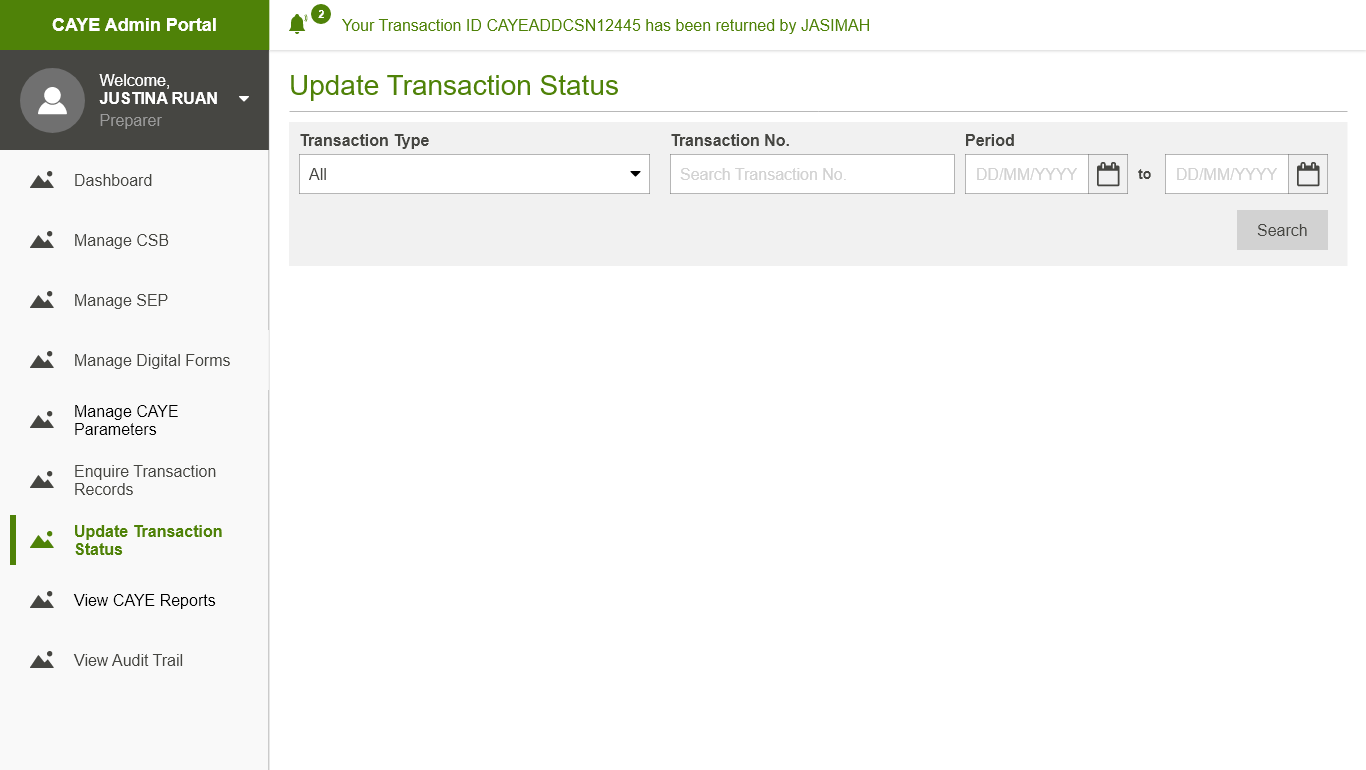 CAYE Admin Portal
2
Your Transaction ID CAYEADDCSN12445 has been returned by JASIMAH
Welcome,
JUSTINA RUAN
Preparer
Dashboard
Manage CSB
Manage SEP
Manage Digital Forms
Manage CAYE
Parameters
Enquire Transaction
Records
Update Transaction
Status
View CAYE Reports
View Audit Trail
Update Transaction Status
Transaction Type
Transaction No.
Period
All
Search Transaction No.
DD/MM/YYYY
to
DD/MM/YYYY
Search